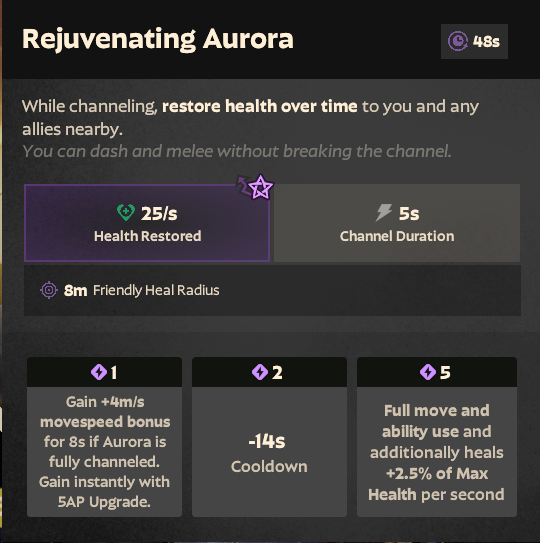 Rejuvenating Aurora
48s
While channeling, restore health over time to you and any
allies nearby.
You can dash and melee without breaking the channel.
25/s
Health Restored
5s
Channel Duration
8m Friendly Heal Radius
1
Gain +4m/s
movespeed bonus
for 8s if Aurora is
fully channeled.
Gain instantly with
5AP Upgrade.
2
-14s
Cooldown
5
Full move and
ability use and
additionally heals
+2.5% of Max
Health per second